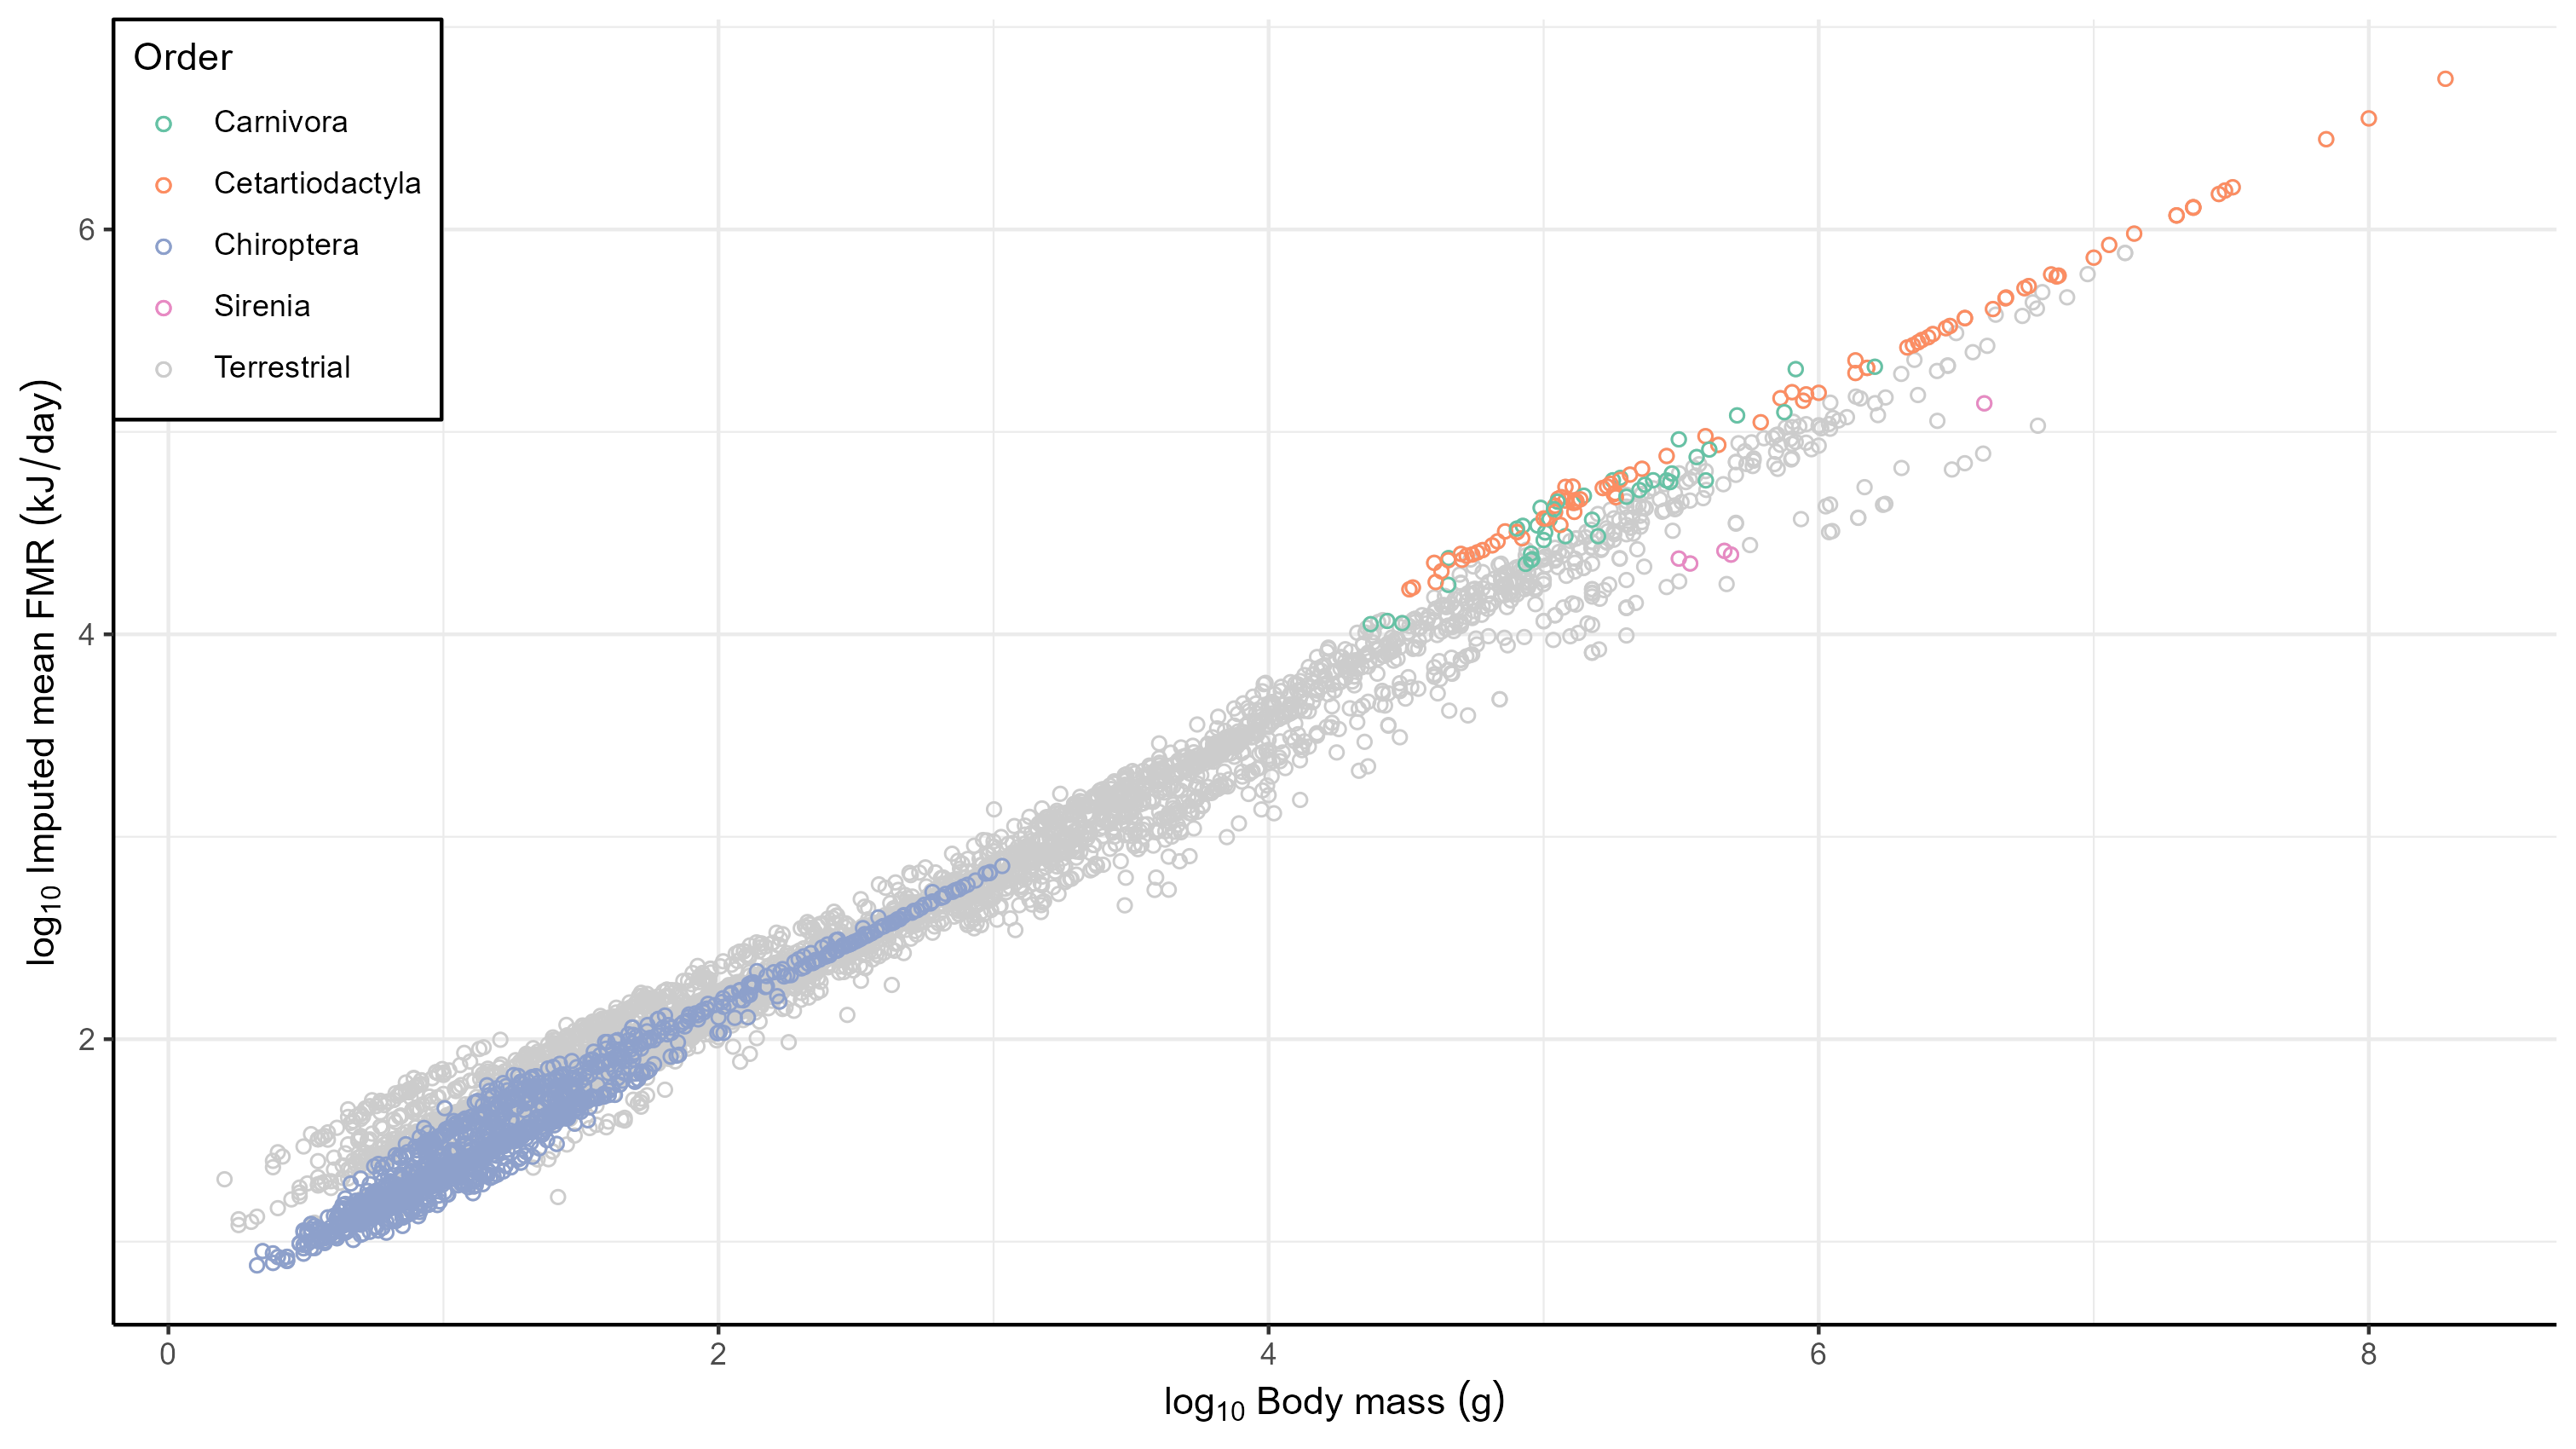 Order
Carnivora
Cetartiodactyla
Chiroptera
Sirenia
Terrestrial
log₁₀ Imputed mean FMR (kJ/day)
6
4
2
0 2 4 6 8
log₁₀ Body mass (g)